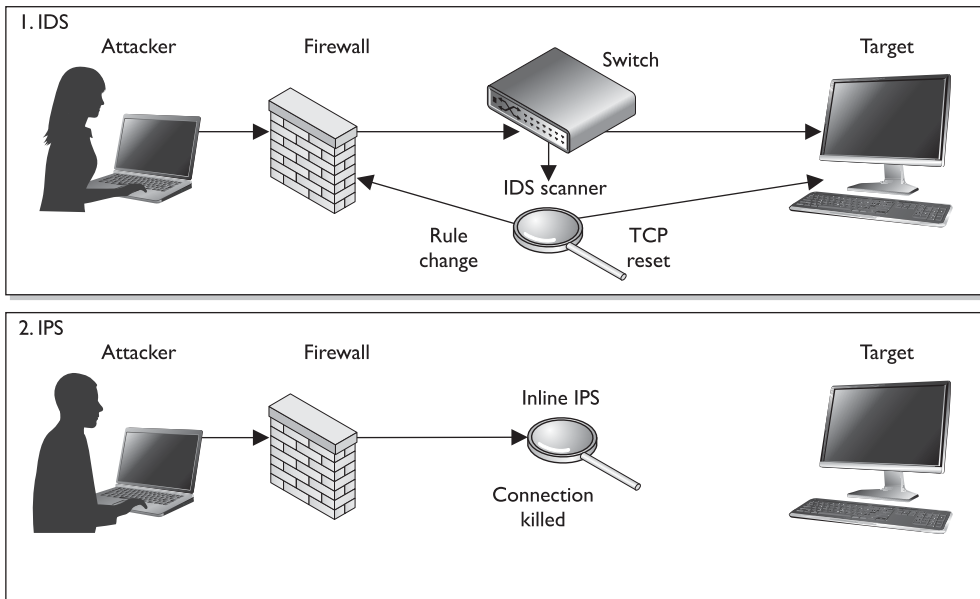 1. IDS
Attacker
Firewall
Switch
Target
IDS scanner
Rule
change
TCP
reset
2. IPS
Attacker
Firewall
Target
Inline IPS
Connection
killed